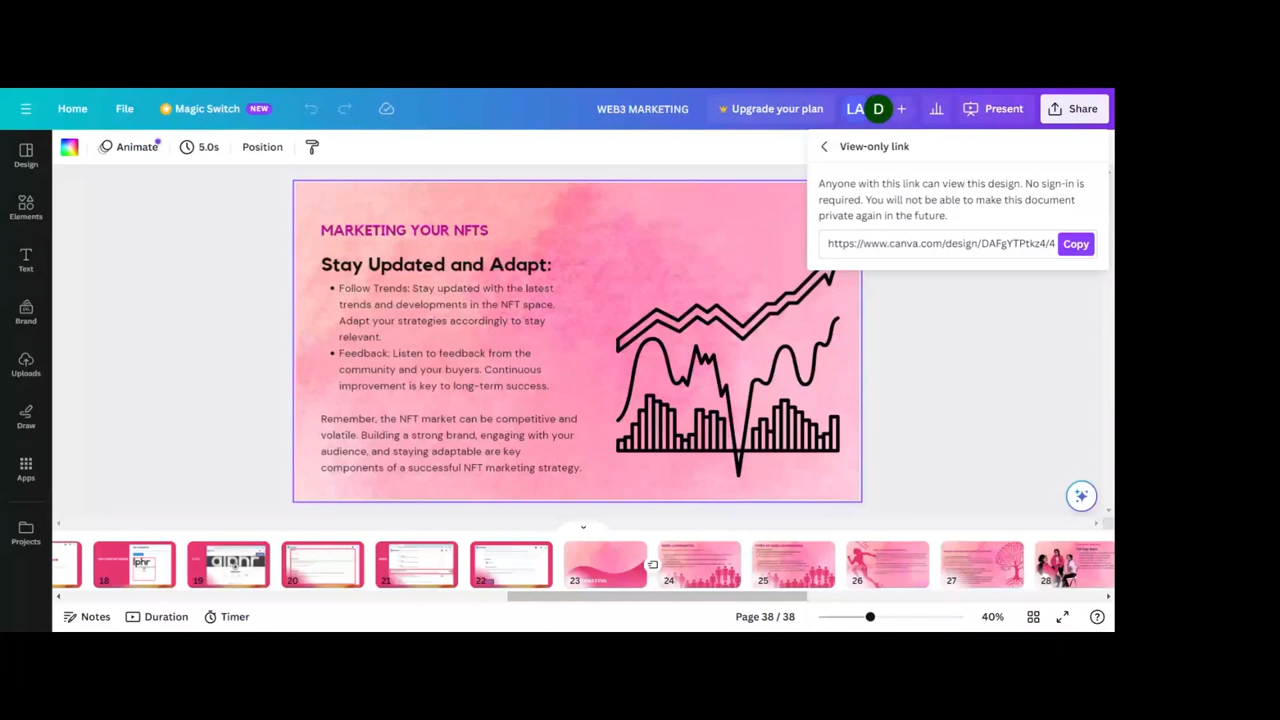 Home
File
Magic Switch
NEW
WEB3 MARKETING
Upgrade your plan
LA
D
+
Present
Share
Animate
5.0s
Position
View-only link
Anyone with this link can view this design. No sign-in is
required. You will not be able to make this document
private again in the future.
https://www.canva.com/design/DAFgYTPtkz4/4
Copy
Design
Elements
Text
Brand
Uploads
Draw
Apps
Projects
MARKETING YOUR NFTS
Stay Updated and Adapt:
• Follow Trends: Stay updated with the latest
trends and developments in the NFT space.
Adapt your strategies accordingly to stay
relevant.
• Feedback: Listen to feedback from the
community and your buyers. Continuous
improvement is key to long-term success.
Remember, the NFT market can be competitive and
volatile. Building a strong brand, engaging with your
audience, and staying adaptable are key
components of a successful NFT marketing strategy.
18
19
20
21
22
23
24
25
26
27
28
Notes
Duration
Timer
Page 38 / 38
40%
?